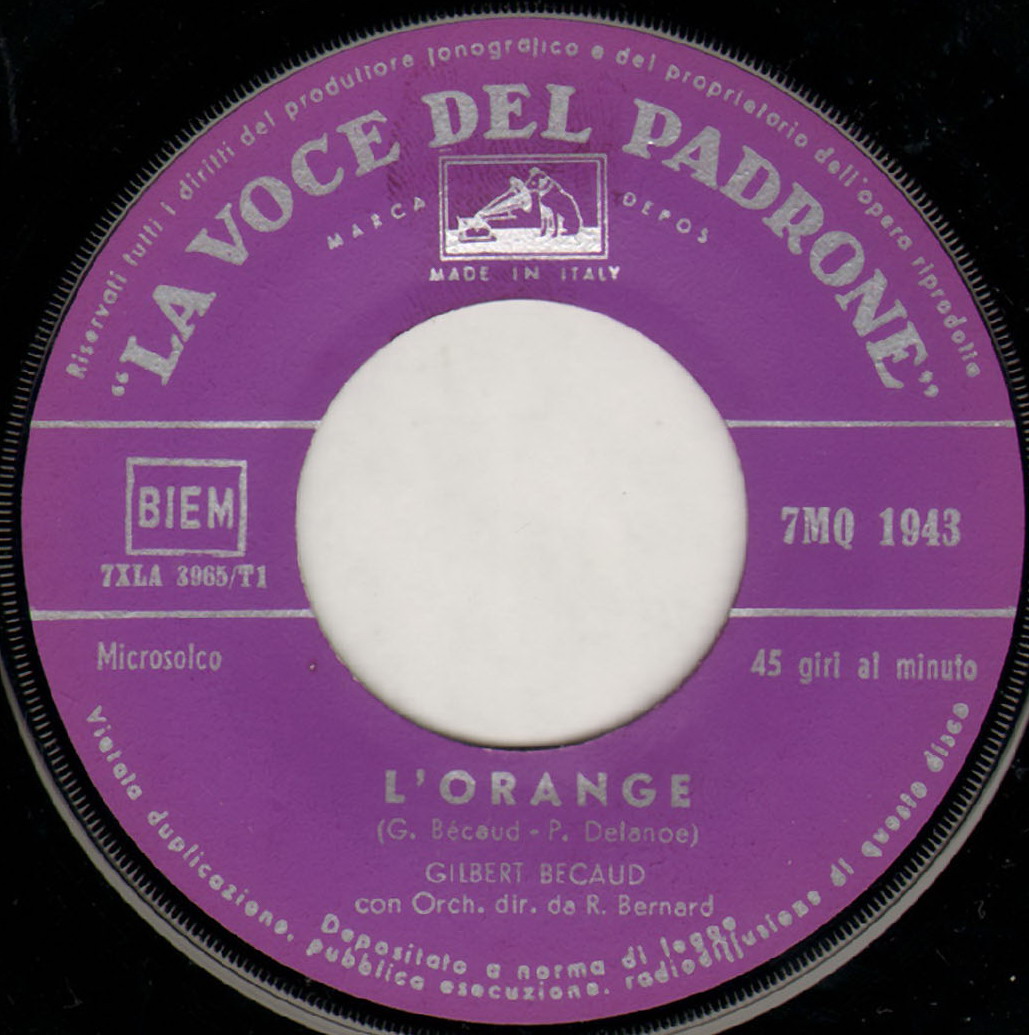 Riservati tutti i diritti del produttore fonografico e del proprietario dell'opera riprodotta
“LA VOCE DEL PADRONE”
MARCA DEPOS
MADE IN ITALY
BIEM
7XLA 3965/T1
7MQ 1943
Microsolco
45 giri al minuto
L'ORANGE
(G. Bécaud - P. Delanoe)
GILBERT BECAUD
con Orch. dir. da R. Bernard
Depositato a norma di legge
Vietata duplicazione, pubblica esecuzione, radiodiffusione di questo disco